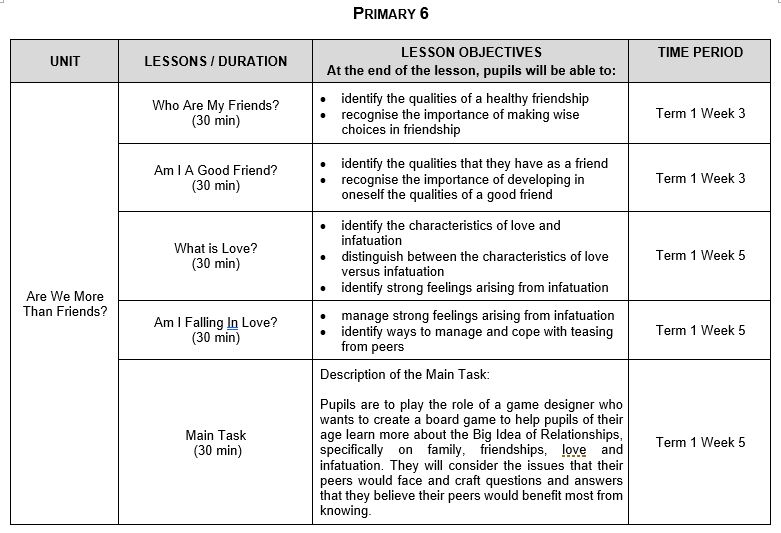 PRIMARY 6
UNIT
LESSONS / DURATION
LESSON OBJECTIVES
At the end of the lesson, pupils will be able to:
TIME PERIOD
Are We More
Than Friends?
Who Are My Friends?
(30 min)
• identify the qualities of a healthy friendship
• recognise the importance of making wise
choices in friendship
Term 1 Week 3
Am I A Good Friend?
(30 min)
• identify the qualities that they have as a friend
• recognise the importance of developing in
oneself the qualities of a good friend
Term 1 Week 3
What is Love?
(30 min)
• identify the characteristics of love and
infatuation
• distinguish between the characteristics of love
versus infatuation
• identify strong feelings arising from infatuation
Term 1 Week 5
Am I Falling In Love?
(30 min)
• manage strong feelings arising from infatuation
• identify ways to manage and cope with teasing
from peers
Term 1 Week 5
Main Task
(30 min)
Description of the Main Task:
Pupils are to play the role of a game designer who
wants to create a board game to help pupils of their
age learn more about the Big Idea of Relationships,
specifically on family, friendships, love and
infatuation. They will consider the issues that their
peers would face and craft questions and answers
that they believe their peers would benefit most from
knowing.
Term 1 Week 5